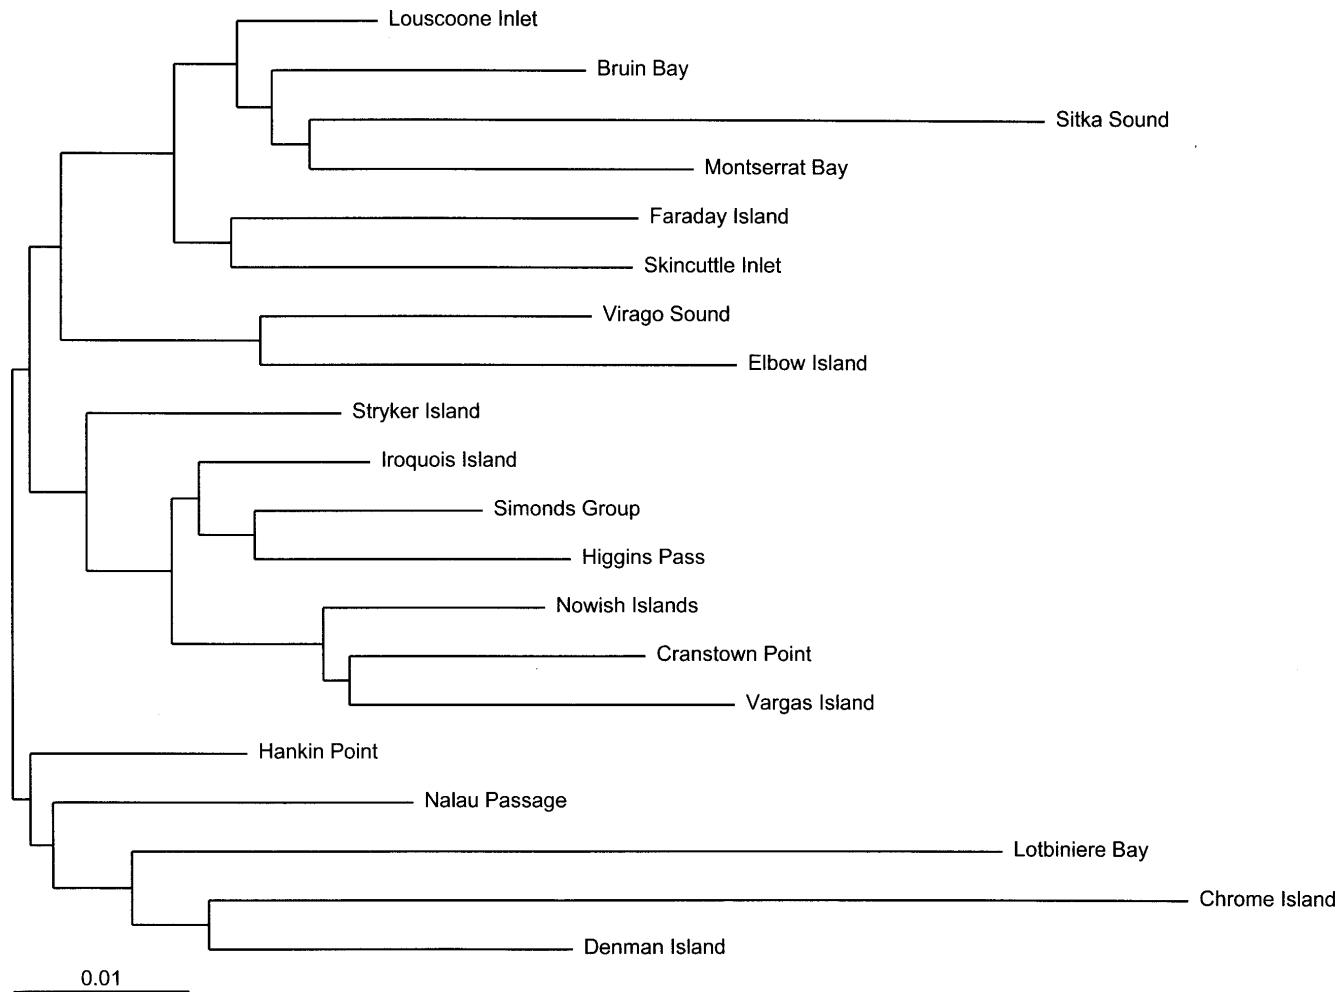 Louscoone Inlet
Bruin Bay
Sitka Sound
Montserrat Bay
Faraday Island
Skincuttle Inlet
Virago Sound
Elbow Island
Stryker Island
Iroquois Island
Simonds Group
Higgins Pass
Nowish Islands
Cranstown Point
Vargas Island
Hankin Point
Nalau Passage
Lotbiniere Bay
Chrome Island
Denman Island
0.01